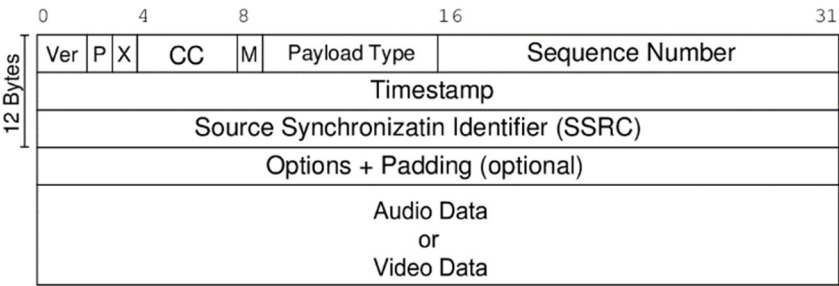 0 4 8 16 31
Ver P X CC M Payload Type Sequence Number
Timestamp
Source Synchronizatin Identifier (SSRC)
Options + Padding (optional)
Audio Data
or
Video Data
12 Bytes